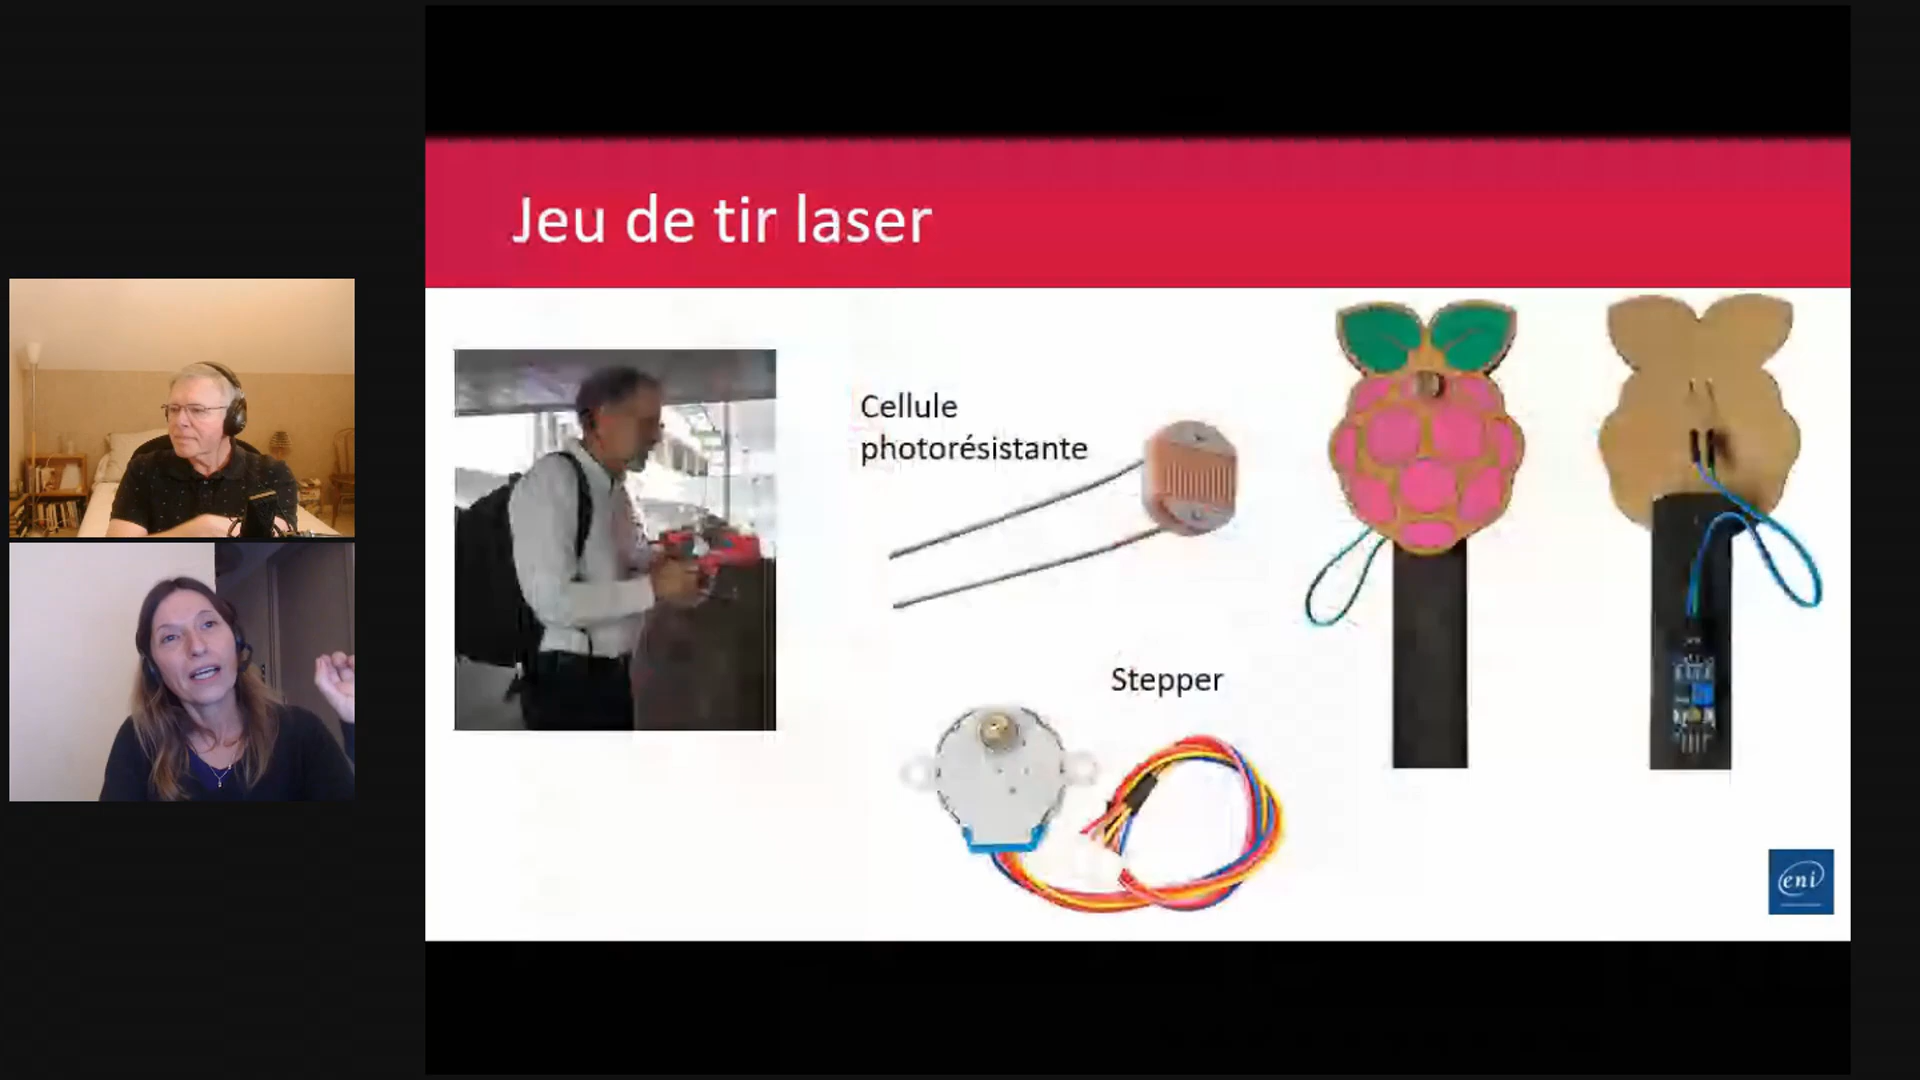 Jeu de tir laser
Cellule
photorésistante
Stepper
eni